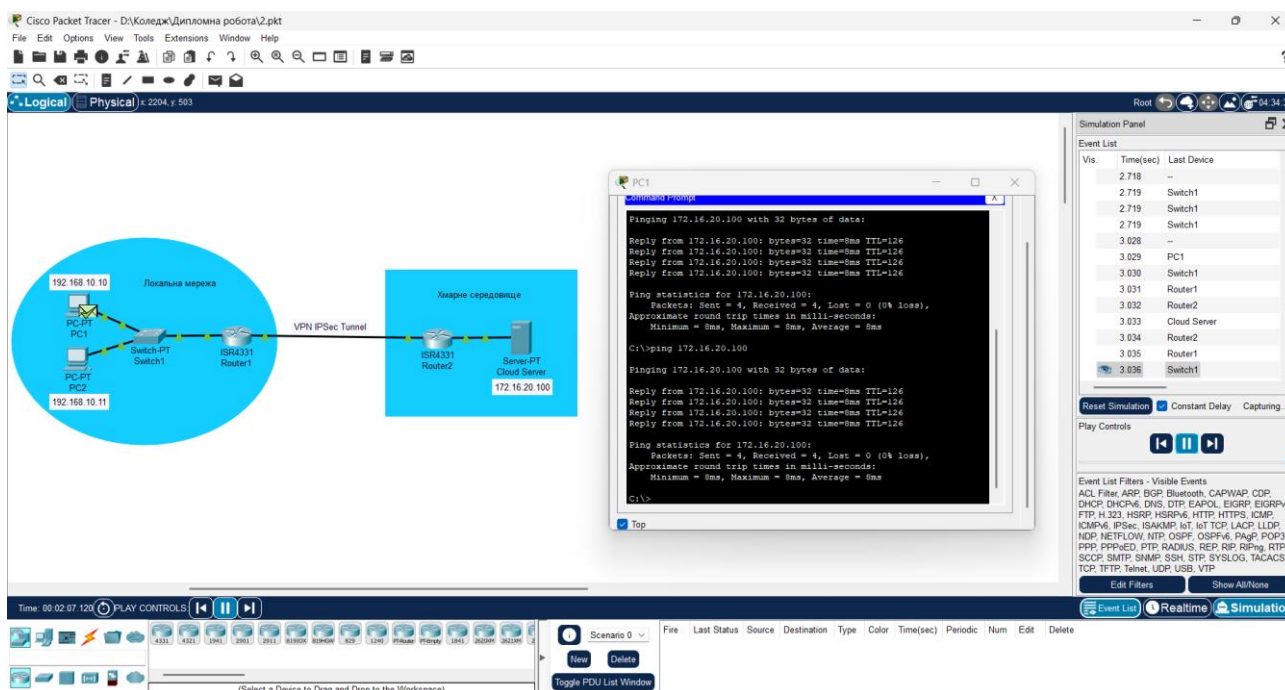 Cisco Packet Tracer - D:\Коледж\Дипломна робота\2.pkt
File Edit Options View Tools Extensions Window Help
Logical Physical x: 2204, y: 503
Root 04:34:
192.168.10.10
Локальна мережа
PC-PT
PC1
Switch-PT
Switch1
ISR4331
Router1
PC-PT
PC2
192.168.10.11
VPN IPSec Tunnel
Хмарне середовище
ISR4331
Router2
Server-PT
Cloud Server
172.16.20.100
PC1
Command Prompt
X
Pinging 172.16.20.100 with 32 bytes of data:
Reply from 172.16.20.100: bytes=32 time=8ms TTL=126
Reply from 172.16.20.100: bytes=32 time=8ms TTL=126
Reply from 172.16.20.100: bytes=32 time=8ms TTL=126
Reply from 172.16.20.100: bytes=32 time=8ms TTL=126
Ping statistics for 172.16.20.100:
Packets: Sent = 4, Received = 4, Lost = 0 (0% loss),
Approximate round trip times in milli-seconds:
Minimum = 8ms, Maximum = 8ms, Average = 8ms
C:\>ping 172.16.20.100
Pinging 172.16.20.100 with 32 bytes of data:
Reply from 172.16.20.100: bytes=32 time=8ms TTL=126
Reply from 172.16.20.100: bytes=32 time=8ms TTL=126
Reply from 172.16.20.100: bytes=32 time=8ms TTL=126
Reply from 172.16.20.100: bytes=32 time=8ms TTL=126
Ping statistics for 172.16.20.100:
Packets: Sent = 4, Received = 4, Lost = 0 (0% loss),
Approximate round trip times in milli-seconds:
Minimum = 8ms, Maximum = 8ms, Average = 8ms
C:\>
Top
Simulation Panel
Event List
Vis. Time(sec) Last Device
2.718 --
2.719 Switch1
2.719 Switch1
2.719 Switch1
3.028 --
3.029 PC1
3.030 Switch1
3.031 Router1
3.032 Router2
3.033 Cloud Server
3.034 Router2
3.035 Router1
3.036 Switch1
Reset Simulation Constant Delay Capturing...
Play Controls
Event List Filters - Visible Events
ACL Filter, ARP, BGP, Bluetooth, CAPWAP, CDP,
DHCP, DHCPv6, DNS, DTP, EAPOL, EIGRP, EIGRPv
FTP, H.323, HSRP, HSRPv6, HTTP, HTTPS, ICMP,
ICMPv6, IPSec, ISAKMP, IoT, IoT TCP, LACP, LLDP,
NDP, NETFLOW, NTP, OSPF, OSPFv6, PAgP, POP3
PPP, PPPoED, PTP, RADIUS, REP, RIP, RIPng, RTP
SCCP, SMTP, SNMP, SSH, STP, SYSLOG, TACACS
TCP, TFTP, Telnet, UDP, USB, VTP
Edit Filters Show All/None
Time: 00:02:07.120 PLAY CONTROLS:
Event List Realtime Simulatio
4331 4321 1941 2901 2911 819IOX 819HGW 829 1240 PT-Router PT-Empty 1841 2620XM 2621XM
(Select a Device to Drag and Drop to the Workspace)
Scenario 0
New Delete
Toggle PDU List Window
Fire Last Status Source Destination Type Color Time(sec) Periodic Num Edit Delete